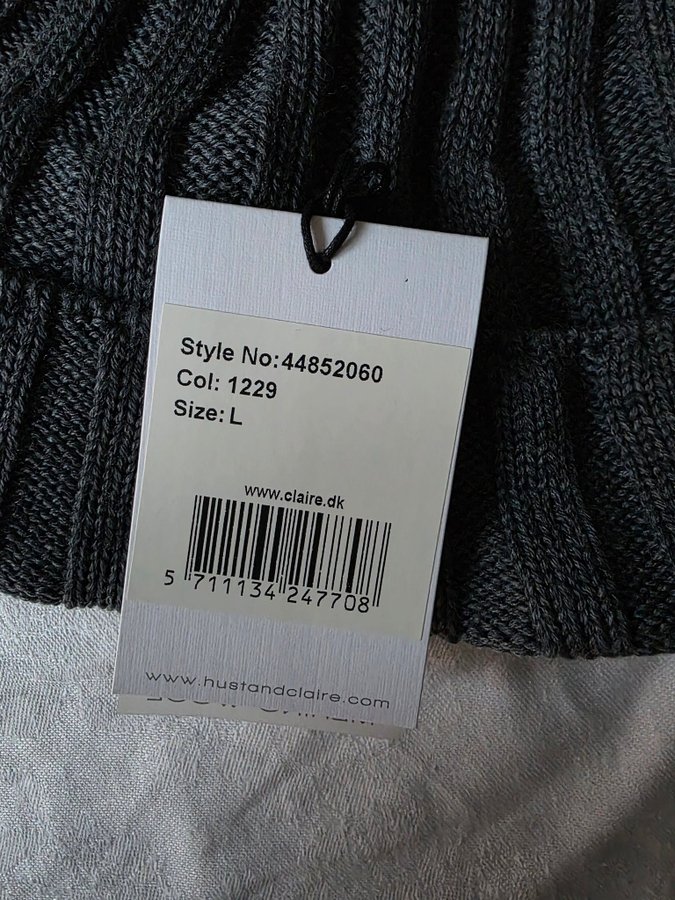 Style No:44852060
Col: 1229
Size: L
www.claire.dk
5 711134 247708
www.hustandclaire.com